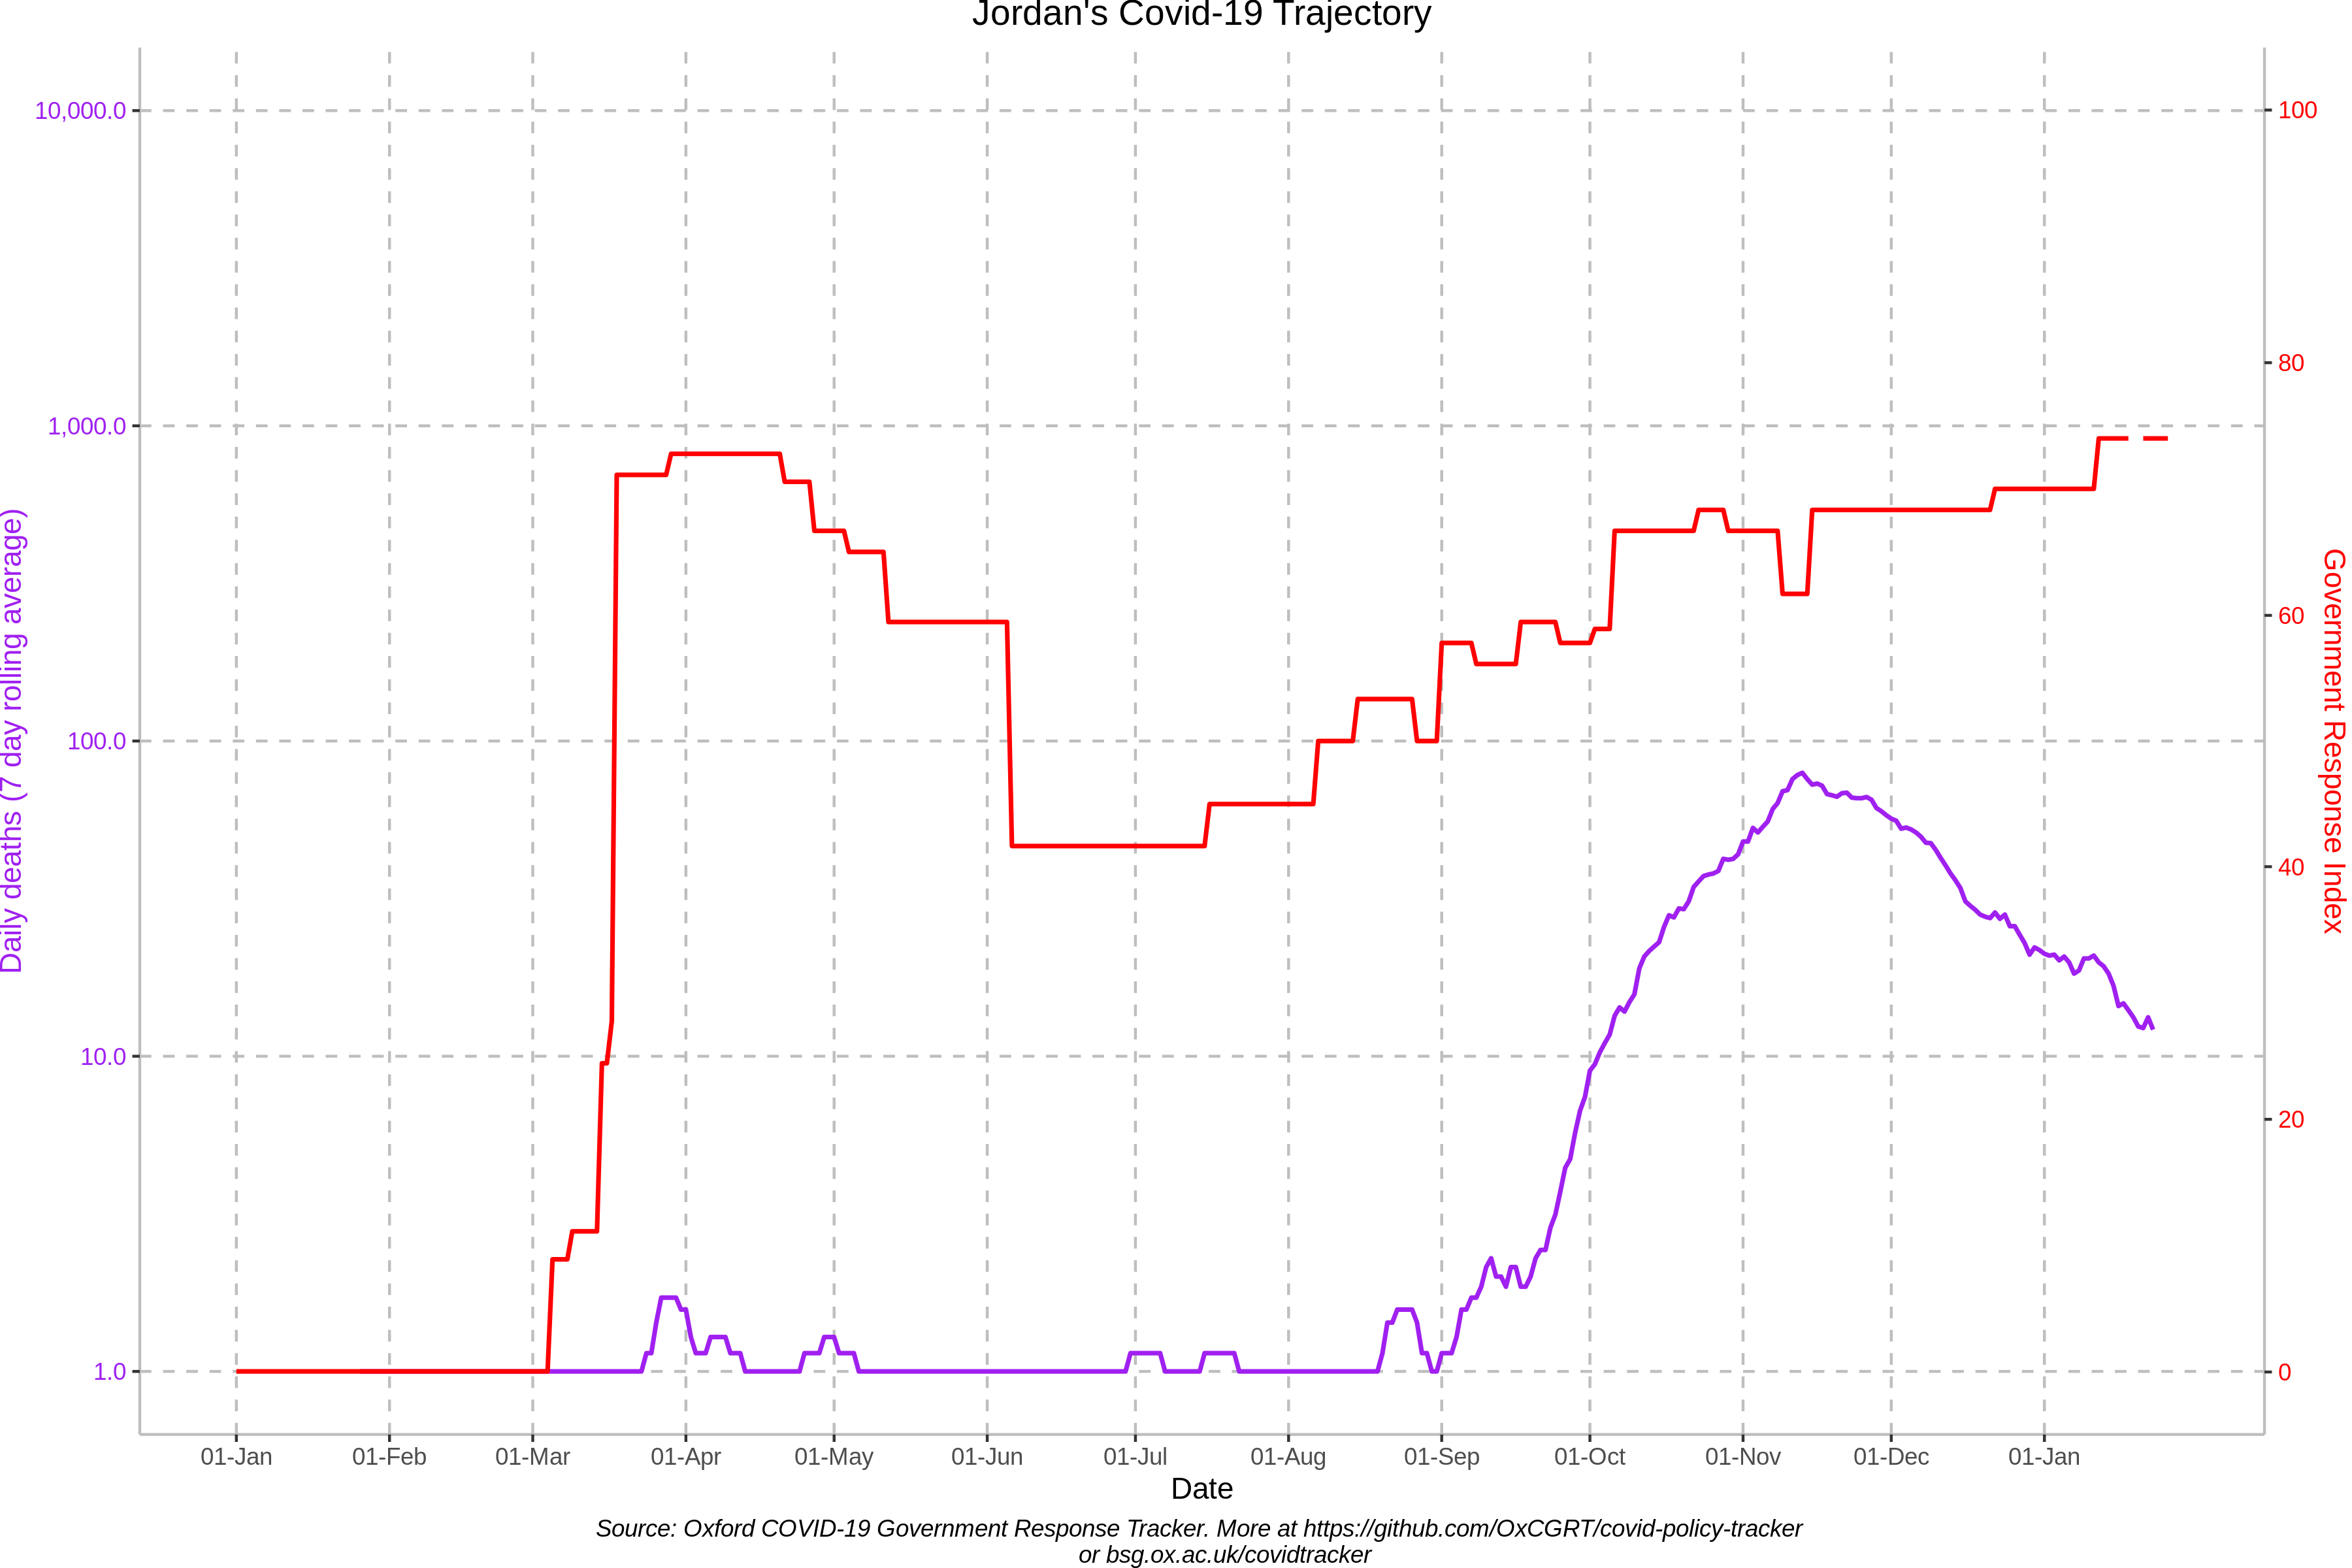 Jordan's Covid-19 Trajectory
10,000.0
1,000.0
100.0
10.0
1.0
Daily deaths (7 day rolling average)
100
80
60
40
20
0
Government Response Index
01-Jan 01-Feb 01-Mar 01-Apr 01-May 01-Jun 01-Jul 01-Aug 01-Sep 01-Oct 01-Nov 01-Dec 01-Jan
Date
Source: Oxford COVID-19 Government Response Tracker. More at https://github.com/OxCGRT/covid-policy-tracker
or bsg.ox.ac.uk/covidtracker